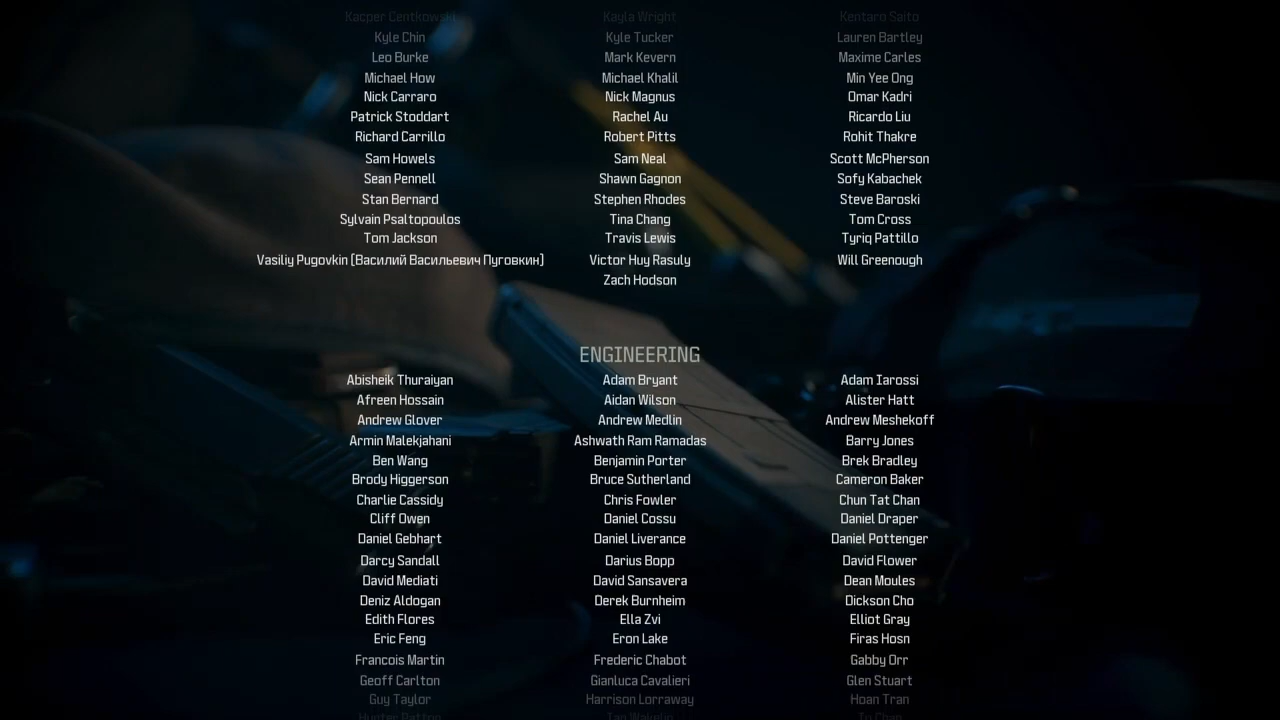 Kacper Centkowski Kayla Wright Kentaro Saito
Kyle Chin Kyle Tucker Lauren Bartley
Leo Burke Mark Kevern Maxime Carles
Michael How Michael Khalil Min Yee Ong
Nick Carraro Nick Magnus Omar Kadri
Patrick Stoddart Rachel Au Ricardo Liu
Richard Carrillo Robert Pitts Rohit Thakre
Sam Howels Sam Neal Scott McPherson
Sean Pennell Shawn Gagnon Sofy Kabachek
Stan Bernard Stephen Rhodes Steve Baroski
Sylvain Psaltopoulos Tina Chang Tom Cross
Tom Jackson Travis Lewis Tyriq Pattillo
Vasiliy Pugovkin [Василий Васильевич Пуговкин] Victor Huy Rasuly Will Greenough
Zach Hodson
ENGINEERING
Abisheik Thuraiyan Adam Bryant Adam Iarossi
Afreen Hossain Aidan Wilson Alister Hatt
Andrew Glover Andrew Medlin Andrew Meshekoff
Armin Malekjahani Ashwath Ram Ramadas Barry Jones
Ben Wang Benjamin Porter Brek Bradley
Brody Higgerson Bruce Sutherland Cameron Baker
Charlie Cassidy Chris Fowler Chun Tat Chan
Cliff Owen Daniel Cossu Daniel Draper
Daniel Gebhart Daniel Liverance Daniel Pottenger
Darcy Sandall Darius Bopp David Flower
David Mediati David Sansavera Dean Moules
Deniz Aldogan Derek Burnheim Dickson Cho
Edith Flores Ella Zvi Elliot Gray
Eric Feng Eron Lake Firas Hosn
Francois Martin Frederic Chabot Gabby Orr
Geoff Carlton Gianluca Cavalieri Glen Stuart
Guy Taylor Harrison Lorraway Hoan Tran
Hunter Patton